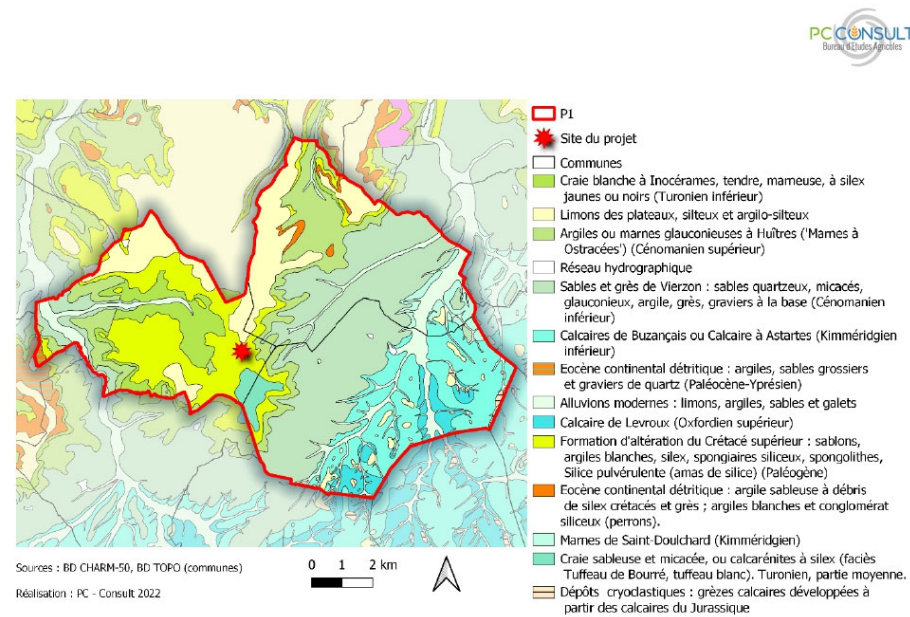 PC CONSULT
Bureau d'Etudes Agricoles
P1
Site du projet
Communes
Craie blanche à Inocérames, tendre, marneuse, à silex
jaunes ou noirs (Turonien inférieur)
Limons des plateaux, silteux et argilo-silteux
Argiles ou marnes glauconieuses à Huîtres ('Marnes à
Ostracées') (Cénomanien supérieur)
Réseau hydrographique
Sables et grès de Vierzon : sables quartzeux, micacés,
glauconieux, argile, grès, graviers à la base (Cénomanien
inférieur)
Calcaires de Buzançais ou Calcaire à Astartes (Kimméridgien
inférieur)
Eocène continental détritique : argiles, sables grossiers
et graviers de quartz (Paléocène-Yprésien)
Alluvions modernes : limons, argiles, sables et galets
Calcaire de Levroux (Oxfordien supérieur)
Formation d'altération du Crétacé supérieur : sablons,
argiles blanches, silex, spongiaires siliceux, spongolithes,
Silice pulvérulente (amas de silice) (Paléogène)
Eocène continental détritique : argile sableuse à débris
de silex crétacés et grès ; argiles blanches et conglomérat
siliceux (perrons).
Marnes de Saint-Doulchard (Kimméridgien)
Craie sableuse et micacée, ou calcarénites à silex (faciès
Tuffeau de Bourré, tuffeau blanc). Turonien, partie moyenne.
Dépôts cryoclastiques : grèzes calcaires développées à
partir des calcaires du Jurassique
Sources : BD CHARM-50, BD TOPO (communes)
Réalisation : PC - Consult 2022
0 1 2 km